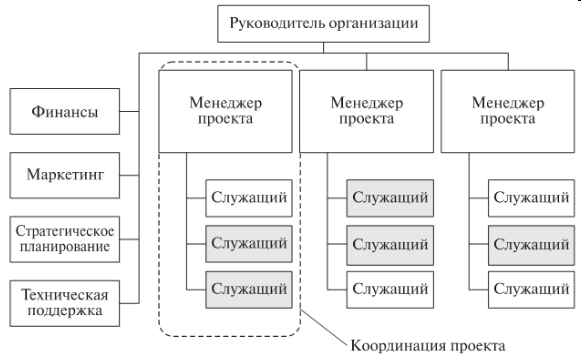 Руководитель организации
Финансы
Маркетинг
Стратегическое
планирование
Техническая
поддержка
Менеджер
проекта
Служащий
Служащий
Служащий
Менеджер
проекта
Служащий
Служащий
Служащий
Менеджер
проекта
Служащий
Служащий
Служащий
Координация проекта